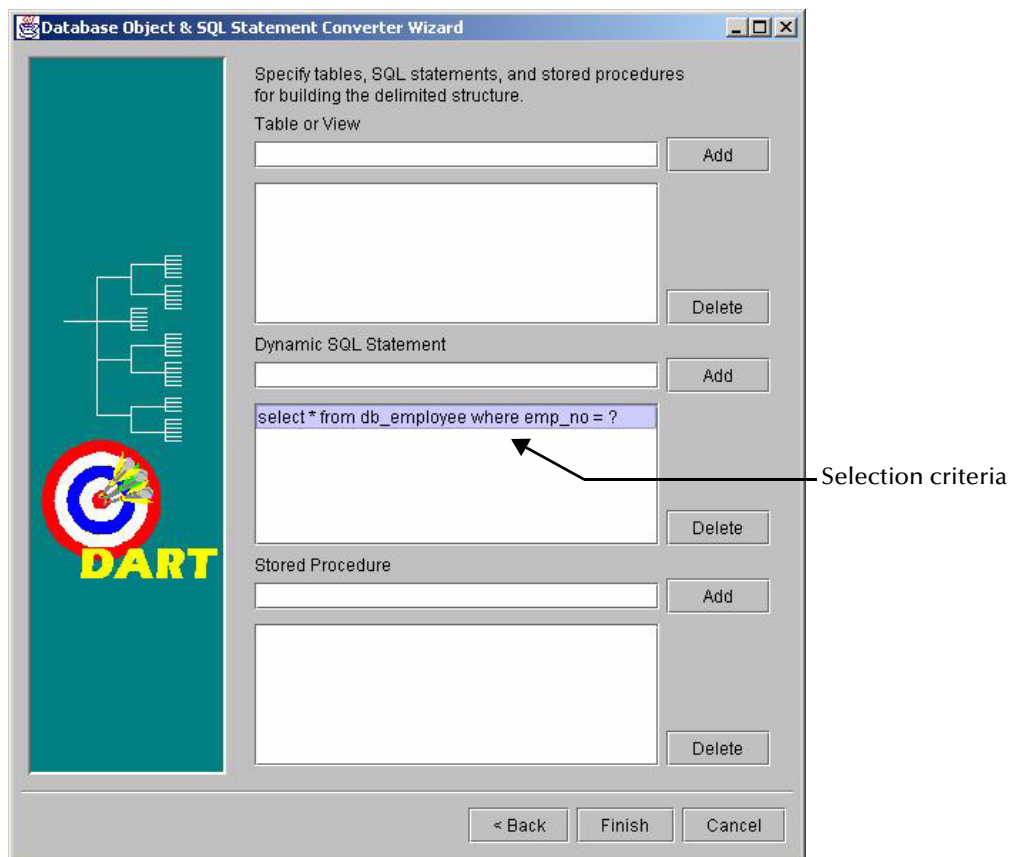 Database Object & SQL Statement Converter Wizard
Specify tables, SQL statements, and stored procedures
for building the delimited structure.
Table or View
Add
Delete
Dynamic SQL Statement
Add
select * from db_employee where emp_no = ?
Selection criteria
Delete
DART
Stored Procedure
Add
Delete
< Back
Finish
Cancel